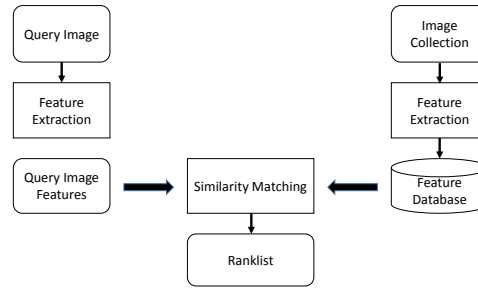 Query Image
Feature
Extraction
Query Image
Features
Similarity Matching
Ranklist
Image
Collection
Feature
Extraction
Feature
Database